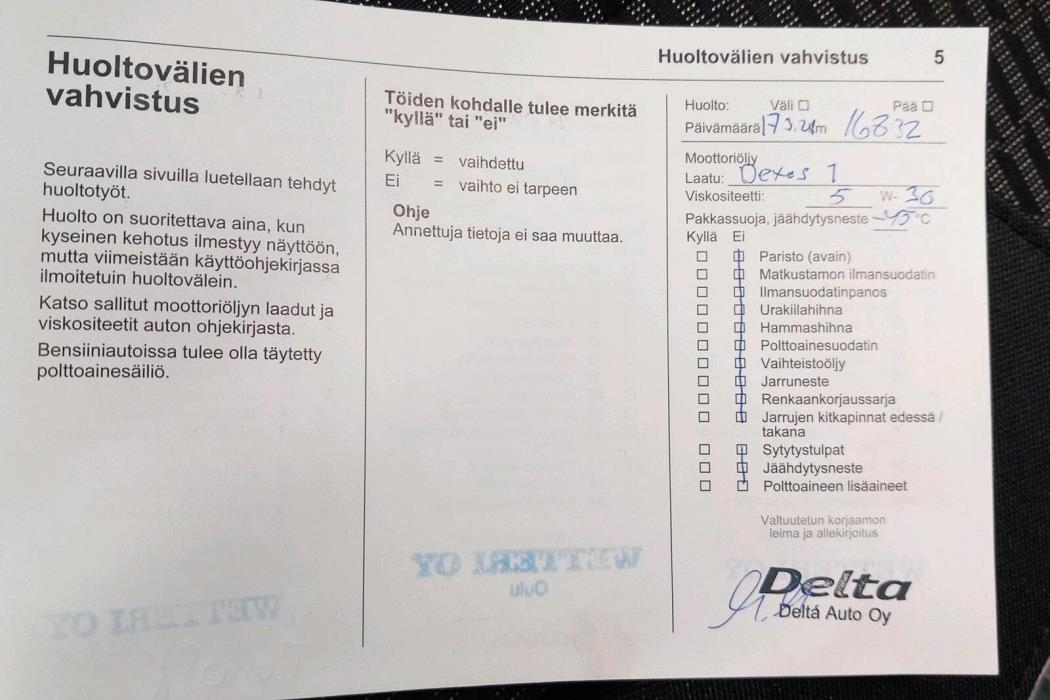 Huoltovälien vahvistus 5
Huoltovälien
vahvistus
Seuraavilla sivuilla luetellaan tehdyt
huoltotyöt.
Huolto on suoritettava aina, kun
kyseinen kehotus ilmestyy näyttöön,
mutta viimeistään käyttöohjekirjassa
ilmoitetuin huoltovälein.
Katso sallitut moottoriöljyn laadut ja
viskositeetit auton ohjekirjasta.
Bensiiniautoissa tulee olla täytetty
polttoainesäiliö.
Töiden kohdalle tulee merkitä
"kyllä" tai "ei"
Kyllä = vaihdettu
Ei = vaihto ei tarpeen
Ohje
Annettuja tietoja ei saa muuttaa.
Huolto: Väli Pää
Päivämäärä km 16832
Moottoriöljy
Laatu: Dexos 1
Viskositeetti: 5 W- 30
Pakkassuoja, jäähdytysneste -45 °C
Kyllä Ei
Paristo (avain)
Matkustamon ilmansuodatin
Ilmansuodatinpanos
Urakiilahihna
Hammashihna
Polttoainesuodatin
Vaihteistoöljy
Jarruneste
Renkaankorjaussarja
Jarrujen kitkapinnat edessä /
takana
Sytytystulpat
Jäähdytysneste
Polttoaineen lisäaineet
Valtuutetun korjaamon
leima ja allekirjoitus
Delta
Delta Auto Oy
WETTERI OY
Oulu
WETTERI OY